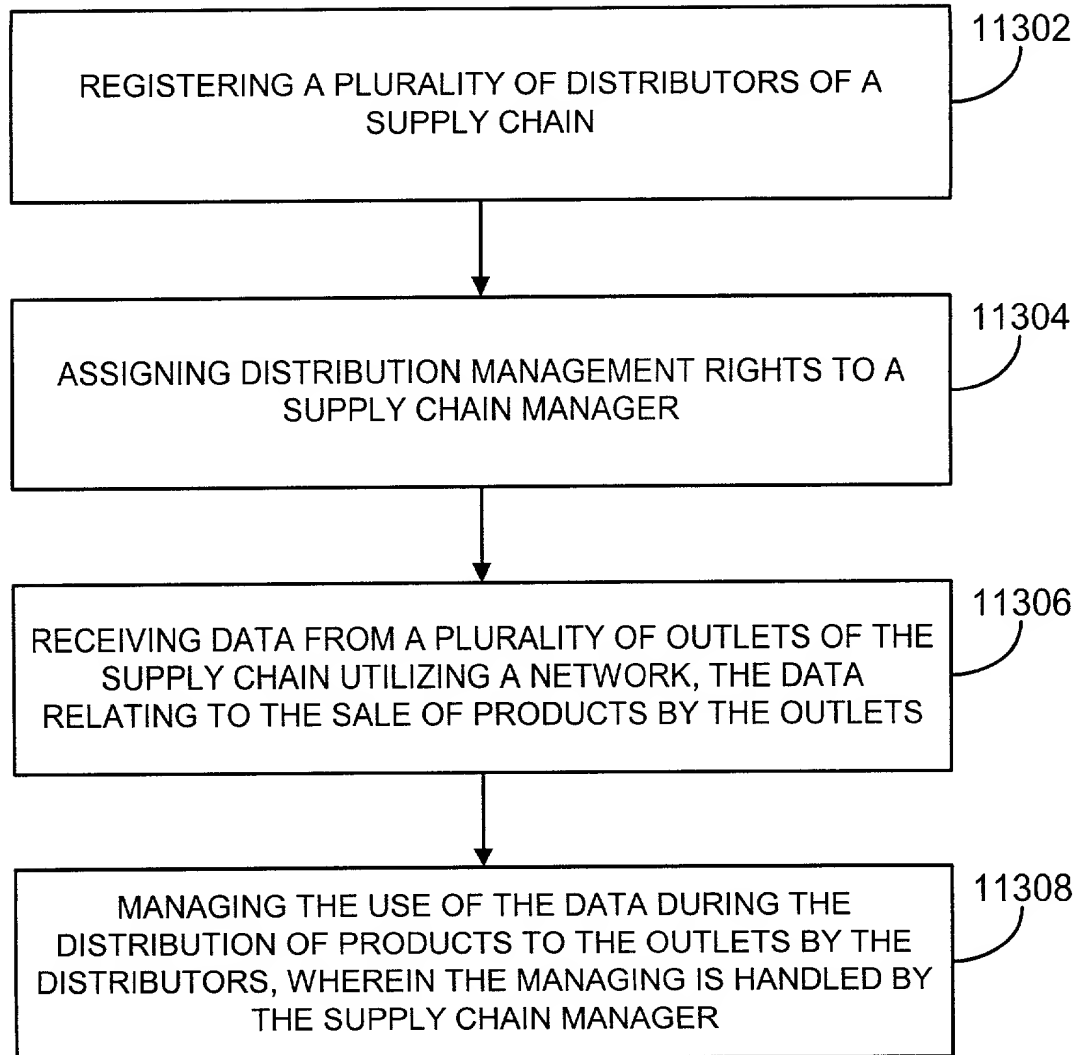 11302
REGISTERING A PLURALITY OF DISTRIBUTORS OF A
SUPPLY CHAIN
11304
ASSIGNING DISTRIBUTION MANAGEMENT RIGHTS TO A
SUPPLY CHAIN MANAGER
11306
RECEIVING DATA FROM A PLURALITY OF OUTLETS OF THE
SUPPLY CHAIN UTILIZING A NETWORK, THE DATA
RELATING TO THE SALE OF PRODUCTS BY THE OUTLETS
11308
MANAGING THE USE OF THE DATA DURING THE
DISTRIBUTION OF PRODUCTS TO THE OUTLETS BY THE
DISTRIBUTORS, WHEREIN THE MANAGING IS HANDLED BY
THE SUPPLY CHAIN MANAGER